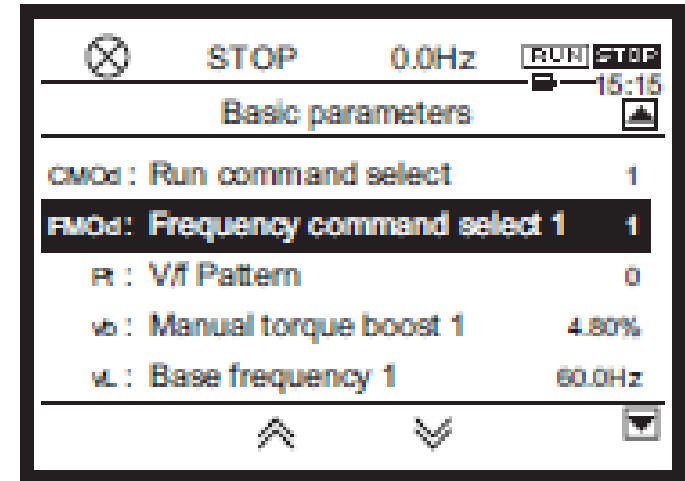 STOP 0.0Hz RUN STOP
15:15
Basic parameters
CMOd : Run command select 1
FMOd: Frequency command select 1 1
Pt : V/f Pattern 0
vb : Manual torque boost 1 4.80%
vL : Base frequency 1 60.0Hz